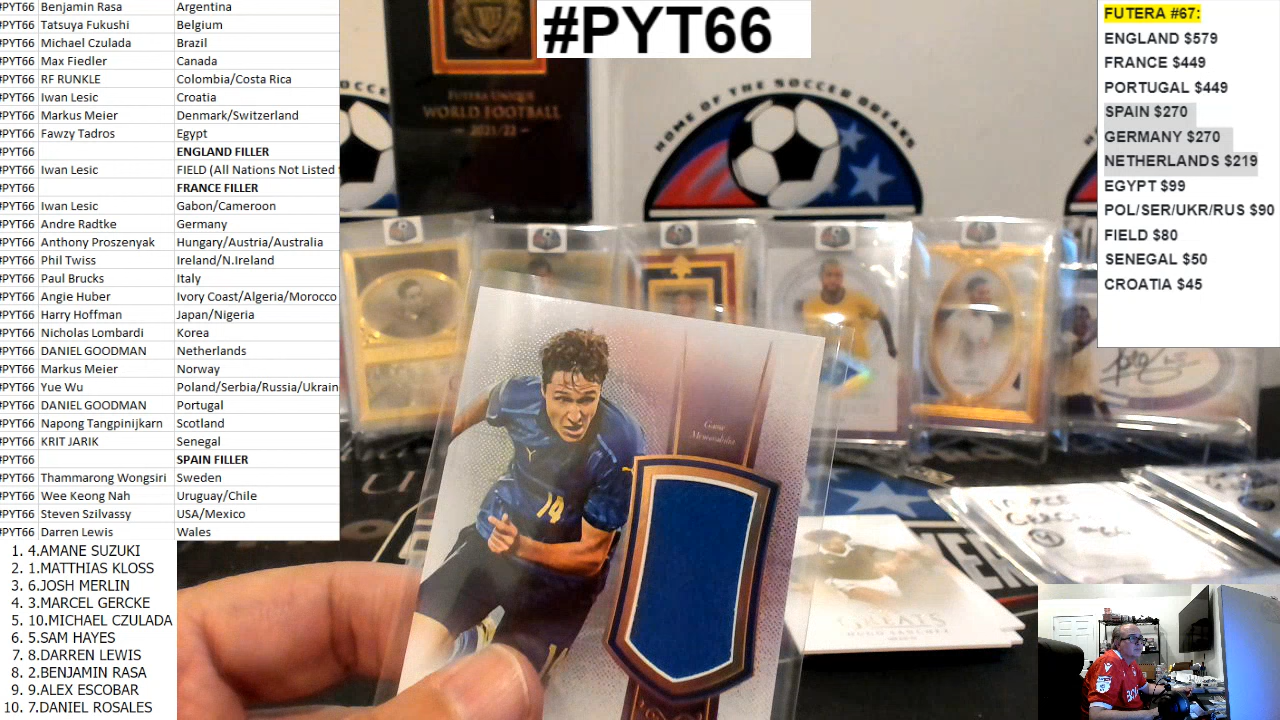 #PYT66 Benjamin Rasa Argentina
#PYT66 Tatsuya Fukushi Belgium
#PYT66 Michael Czulada Brazil
#PYT66 Max Fiedler Canada
#PYT66 RF RUNKLE Colombia/Costa Rica
#PYT66 Iwan Lesic Croatia
#PYT66 Markus Meier Denmark/Switzerland
#PYT66 Fawzy Tadros Egypt
#PYT66 ENGLAND FILLER
#PYT66 Iwan Lesic FIELD (All Nations Not Listed
#PYT66 FRANCE FILLER
#PYT66 Iwan Lesic Gabon/Cameroon
#PYT66 Andre Radtke Germany
#PYT66 Anthony Proszenyak Hungary/Austria/Australia
#PYT66 Phil Twiss Ireland/N.Ireland
#PYT66 Paul Brucks Italy
#PYT66 Angie Huber Ivory Coast/Algeria/Morocco
#PYT66 Harry Hoffman Japan/Nigeria
#PYT66 Nicholas Lombardi Korea
#PYT66 DANIEL GOODMAN Netherlands
#PYT66 Markus Meier Norway
#PYT66 Yue Wu Poland/Serbia/Russia/Ukrain
#PYT66 DANIEL GOODMAN Portugal
#PYT66 Napong Tangpinijkarn Scotland
#PYT66 KRIT JARIK Senegal
#PYT66 SPAIN FILLER
#PYT66 Thammarong Wongsiri Sweden
#PYT66 Wee Keong Nah Uruguay/Chile
#PYT66 Steven Szilvassy USA/Mexico
#PYT66 Darren Lewis Wales
1. 4.AMANE SUZUKI
2. 1.MATTHIAS KLOSS
3. 6.JOSH MERLIN
4. 3.MARCEL GERCKE
5. 10.MICHAEL CZULADA
6. 5.SAM HAYES
7. 8.DARREN LEWIS
8. 2.BENJAMIN RASA
9. 9.ALEX ESCOBAR
10. 7.DANIEL ROSALES
#PYT66
FUTERA UNIQUE
WORLD FOOTBALL
2021/22
HOME OF THE SOCCER BREAKS
Game
Memorabilia
14
GREATS
HUGO SANCHEZ
FUTERA #67:
ENGLAND $579
FRANCE $449
PORTUGAL $449
SPAIN $270
GERMANY $270
NETHERLANDS $219
EGYPT $99
POL/SER/UKR/RUS $90
FIELD $80
SENEGAL $50
CROATIA $45